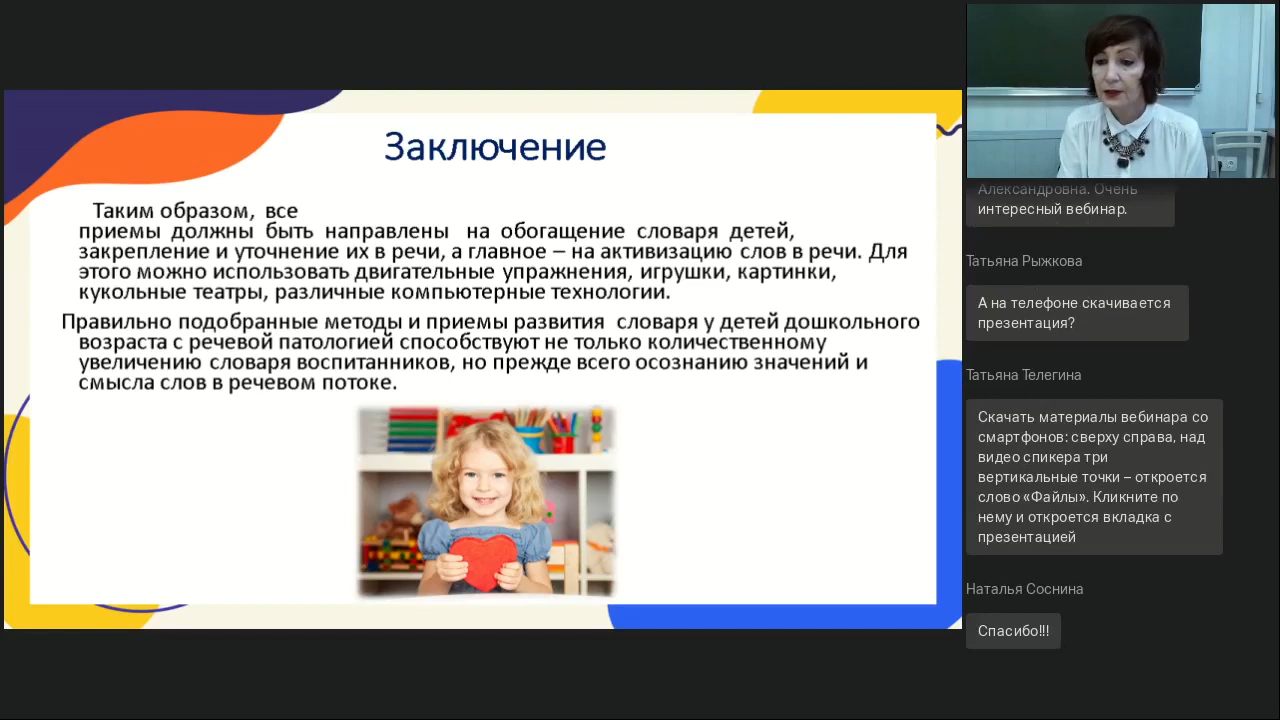 Заключение
Таким образом, все
приемы должны быть направлены на обогащение словаря детей,
закрепление и уточнение их в речи, а главное – на активизацию слов в речи. Для
этого можно использовать двигательные упражнения, игрушки, картинки,
кукольные театры, различные компьютерные технологии.
Правильно подобранные методы и приемы развития словаря у детей дошкольного
возраста с речевой патологией способствуют не только количественному
увеличению словаря воспитанников, но прежде всего осознанию значений и
смысла слов в речевом потоке.
Александровна. Очень
интересный вебинар.
Татьяна Рыжкова
А на телефоне скачивается
презентация?
Татьяна Телегина
Скачать материалы вебинара со
смартфонов: сверху справа, над
видео спикера три
вертикальные точки – откроется
слово «Файлы». Кликните по
нему и откроется вкладка с
презентацией
Наталья Соснина
Спасибо!!!